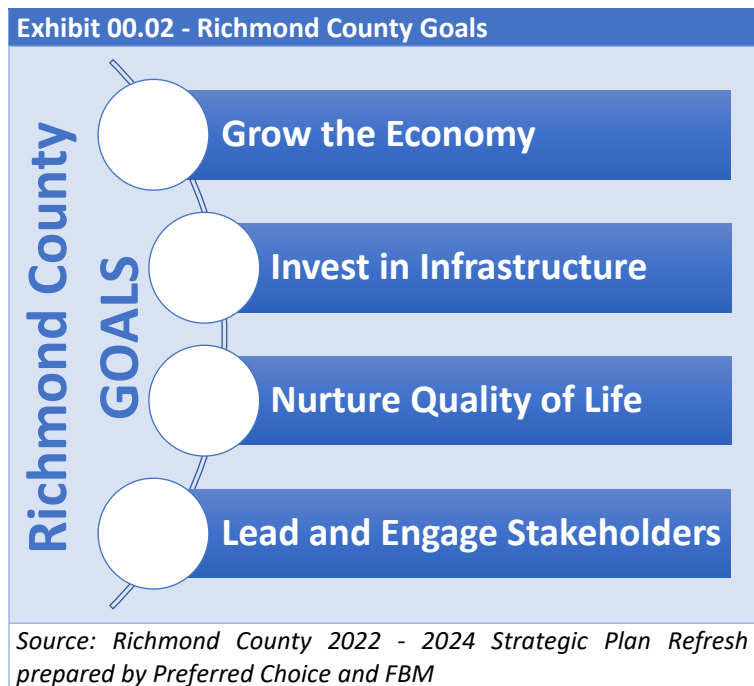 Exhibit 00.02 - Richmond County Goals
Richmond County
GOALS
Grow the Economy
Invest in Infrastructure
Nurture Quality of Life
Lead and Engage Stakeholders
Source: Richmond County 2022 - 2024 Strategic Plan Refresh
prepared by Preferred Choice and FBM